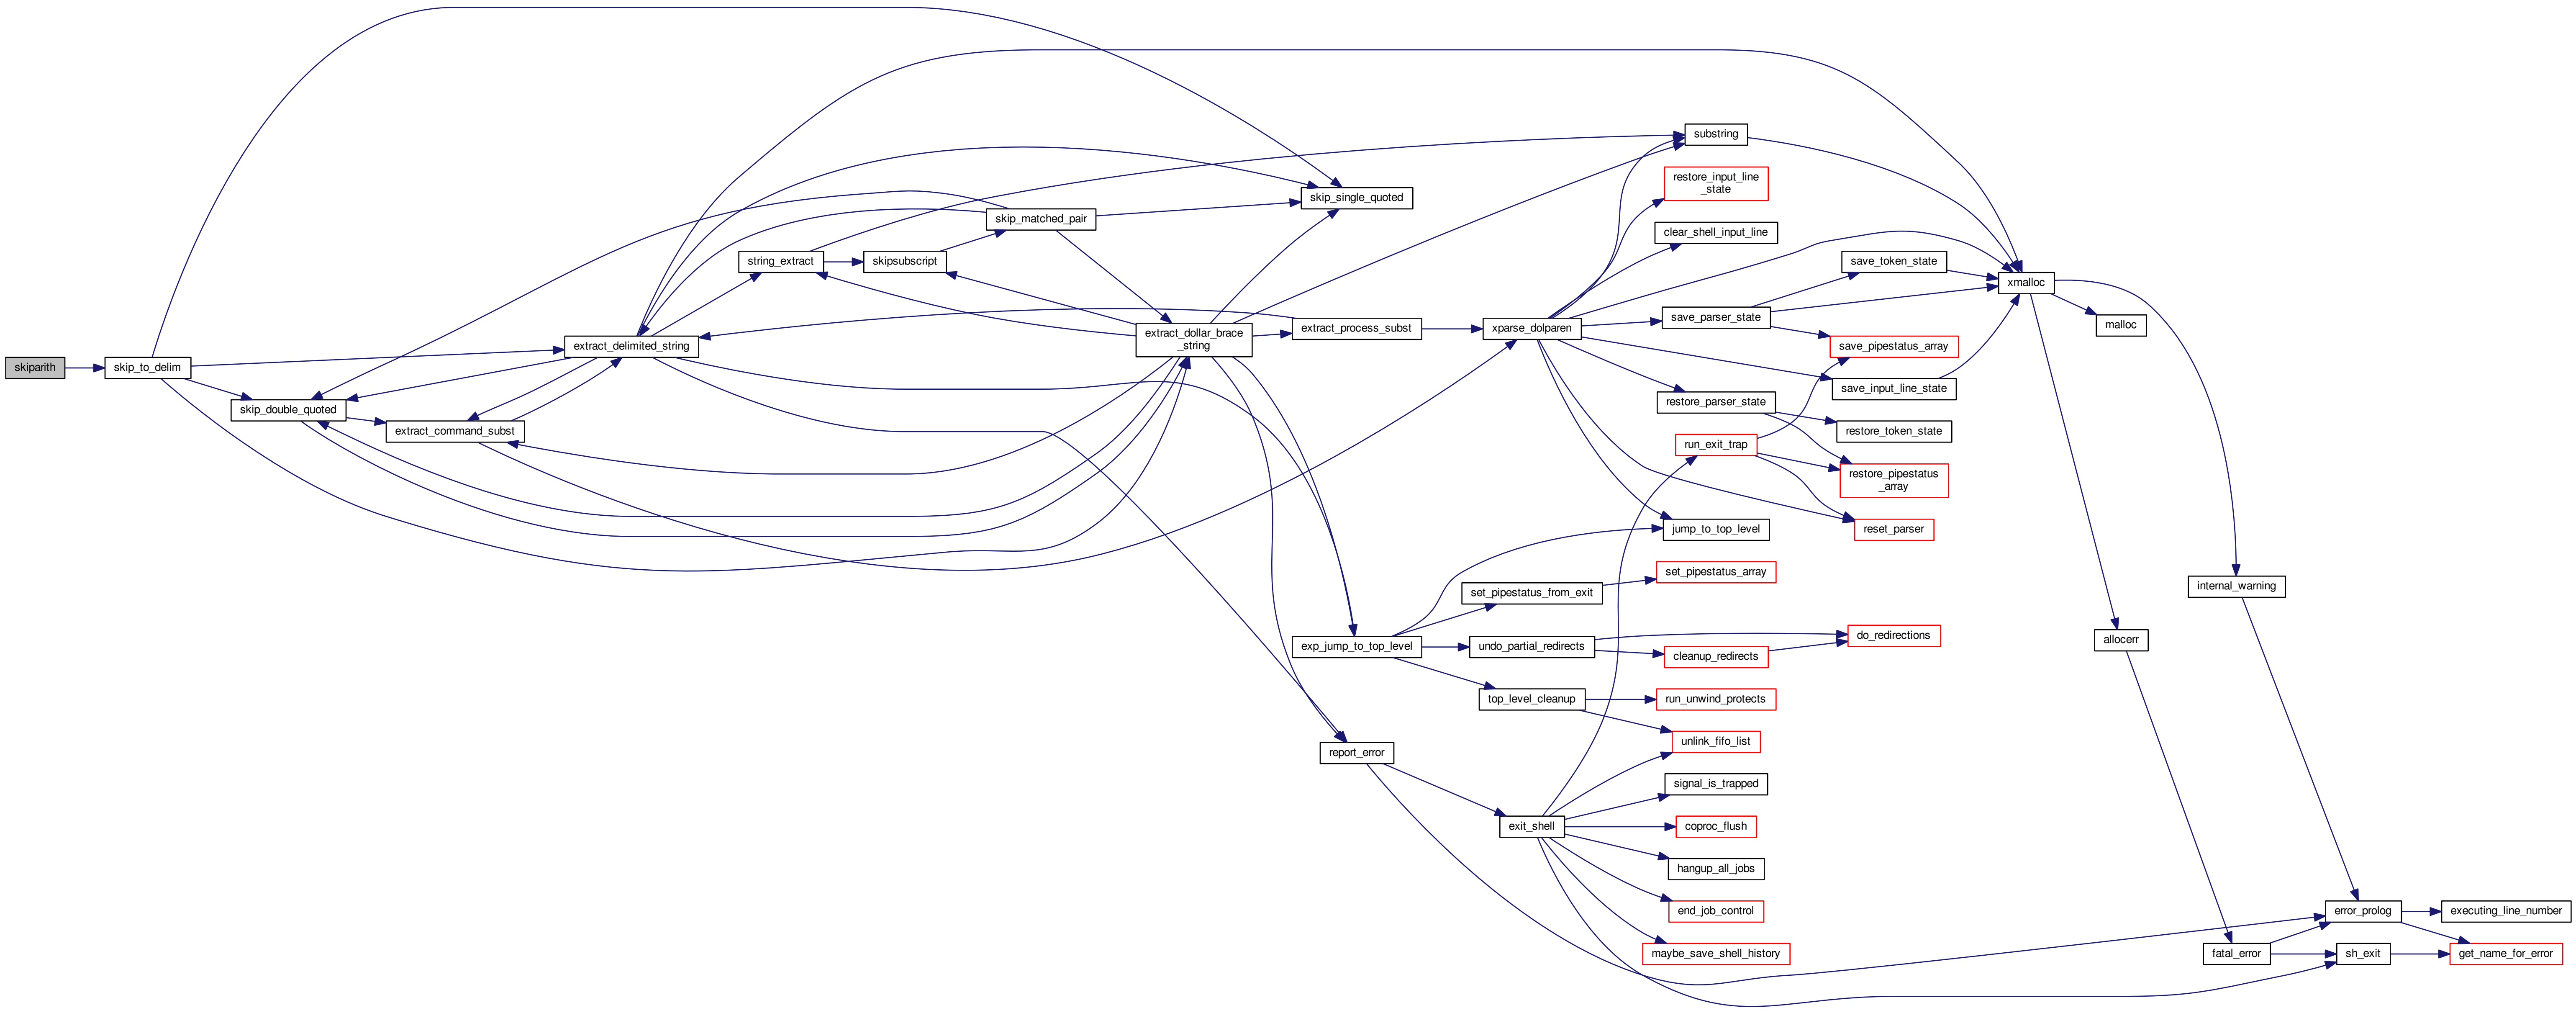 skiparith
skip_to_delim
skip_double_quoted
extract_command_subst
extract_delimited_string
string_extract
skipsubscript
skip_matched_pair
extract_dollar_brace
_string
skip_single_quoted
extract_process_subst
exp_jump_to_top_level
report_error
xparse_dolparen
set_pipestatus_from_exit
undo_partial_redirects
top_level_cleanup
exit_shell
substring
restore_input_line
_state
clear_shell_input_line
save_parser_state
restore_parser_state
run_exit_trap
jump_to_top_level
set_pipestatus_array
cleanup_redirects
run_unwind_protects
unlink_fifo_list
signal_is_trapped
coproc_flush
hangup_all_jobs
end_job_control
maybe_save_shell_history
save_token_state
save_pipestatus_array
save_input_line_state
restore_token_state
restore_pipestatus
_array
reset_parser
do_redirections
xmalloc
malloc
allocerr
internal_warning
fatal_error
error_prolog
sh_exit
executing_line_number
get_name_for_error